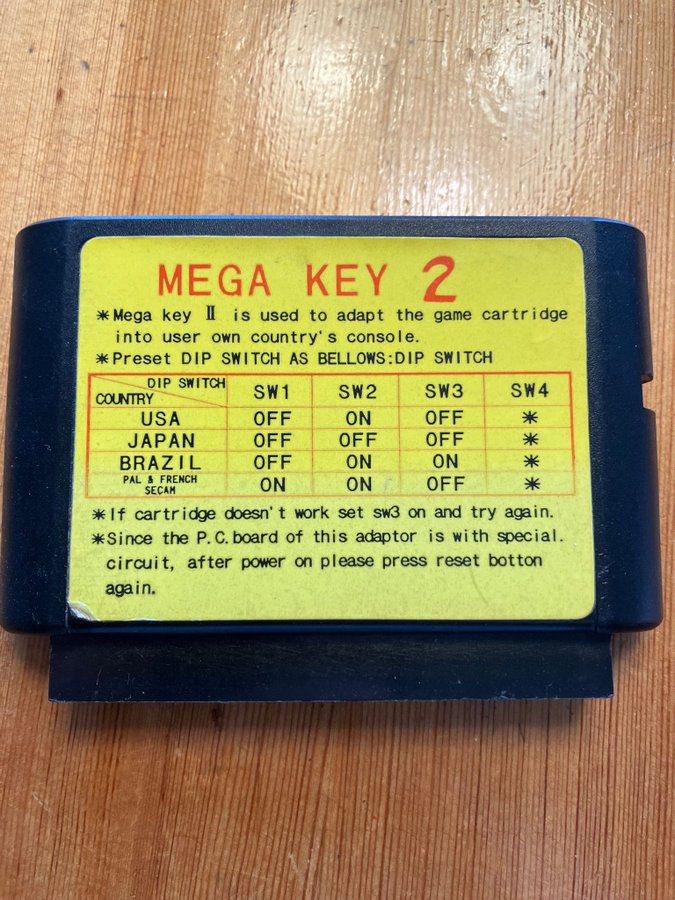 MEGA KEY 2
*Mega key Ⅱ is used to adapt the game cartridge
into user own country's console.
*Preset DIP SWITCH AS BELLOWS:DIP SWITCH
DIP SWITCH
COUNTRY SW1 SW2 SW3 SW4
USA OFF ON OFF *
JAPAN OFF OFF OFF *
BRAZIL OFF ON ON *
PAL & FRENCH
SECAM ON ON OFF *
*If cartridge doesn't work set sw3 on and try again.
*Since the P.C.board of this adaptor is with special.
circuit, after power on please press reset botton
again.